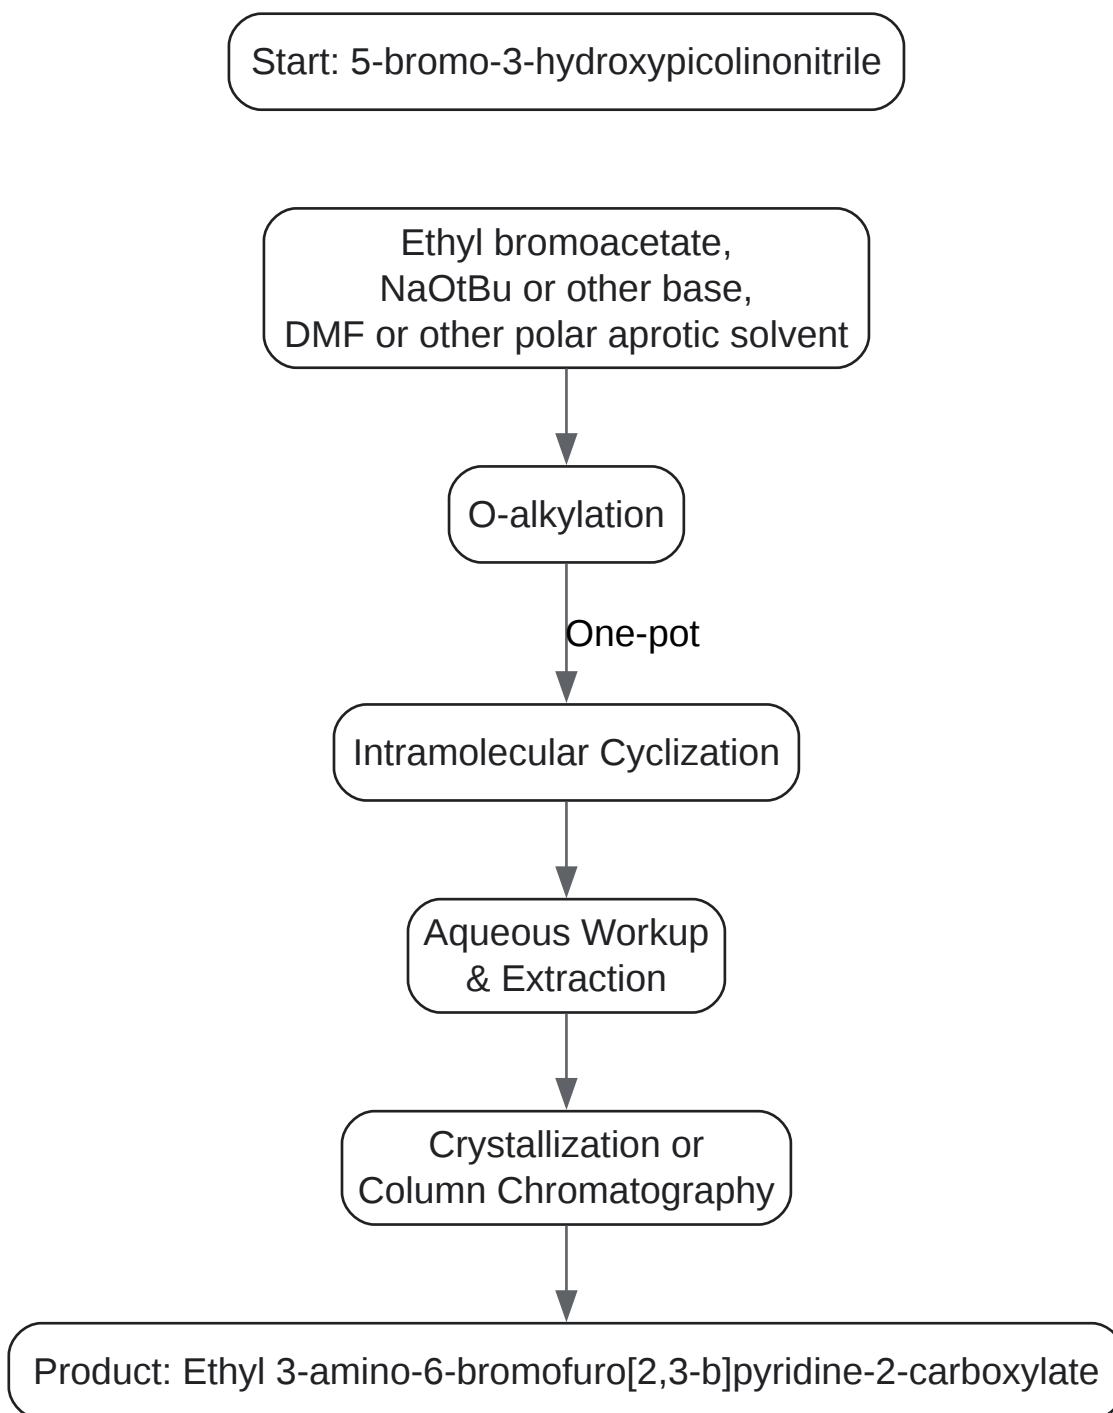 Start: 5-bromo-3-hydroxypicolinonitrile
Ethyl bromoacetate,
NaOtBu or other base,
DMF or other polar aprotic solvent
O-alkylation
One-pot
Intramolecular Cyclization
Aqueous Workup
& Extraction
Crystallization or
Column Chromatography
Product: Ethyl 3-amino-6-bromofuro[2,3-b]pyridine-2-carboxylate